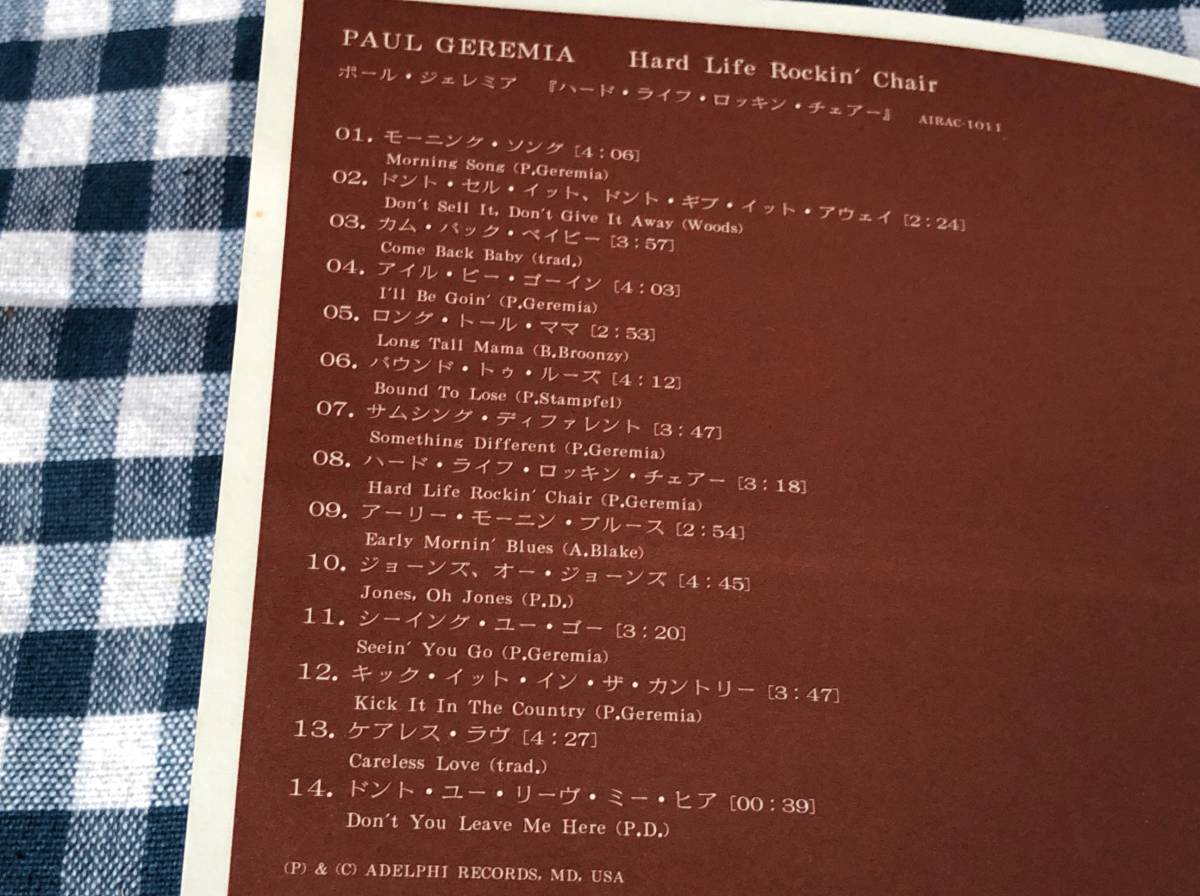 PAUL GEREMIA Hard Life Rockin' Chair
ポール・ジェレミア 『ハード・ライフ・ロッキン・チェアー』 AIRAC-1011
01. モーニング・ソング [4:06]
Morning Song (P.Geremia)
02. ドント・セル・イット、ドント・ギブ・イット・アウェイ [2:24]
Don't Sell It, Don't Give It Away (Woods)
03. カム・バック・ベイビー [3:57]
Come Back Baby (trad.)
04. アイル・ビー・ゴーイン [4:03]
I'll Be Goin' (P.Geremia)
05. ロング・トール・ママ [2:53]
Long Tall Mama (B.Broonzy)
06. バウンド・トゥ・ルーズ [4:12]
Bound To Lose (P.Stampfel)
07. サムシング・ディファレント [3:47]
Something Different (P.Geremia)
08. ハード・ライフ・ロッキン・チェアー [3:18]
Hard Life Rockin' Chair (P.Geremia)
09. アーリー・モーニン・ブルース [2:54]
Early Mornin' Blues (A.Blake)
10. ジョーンズ、オー・ジョーンズ [4:45]
Jones, Oh Jones (P.D.)
11. シーイング・ユー・ゴー [3:20]
Seein' You Go (P.Geremia)
12. キック・イット・イン・ザ・カントリー [3:47]
Kick It In The Country (P.Geremia)
13. ケアレス・ラヴ [4:27]
Careless Love (trad.)
14. ドント・ユー・リーヴ・ミー・ヒア [00:39]
Don't You Leave Me Here (P.D.)
(P) & (C) ADELPHI RECORDS, MD, USA